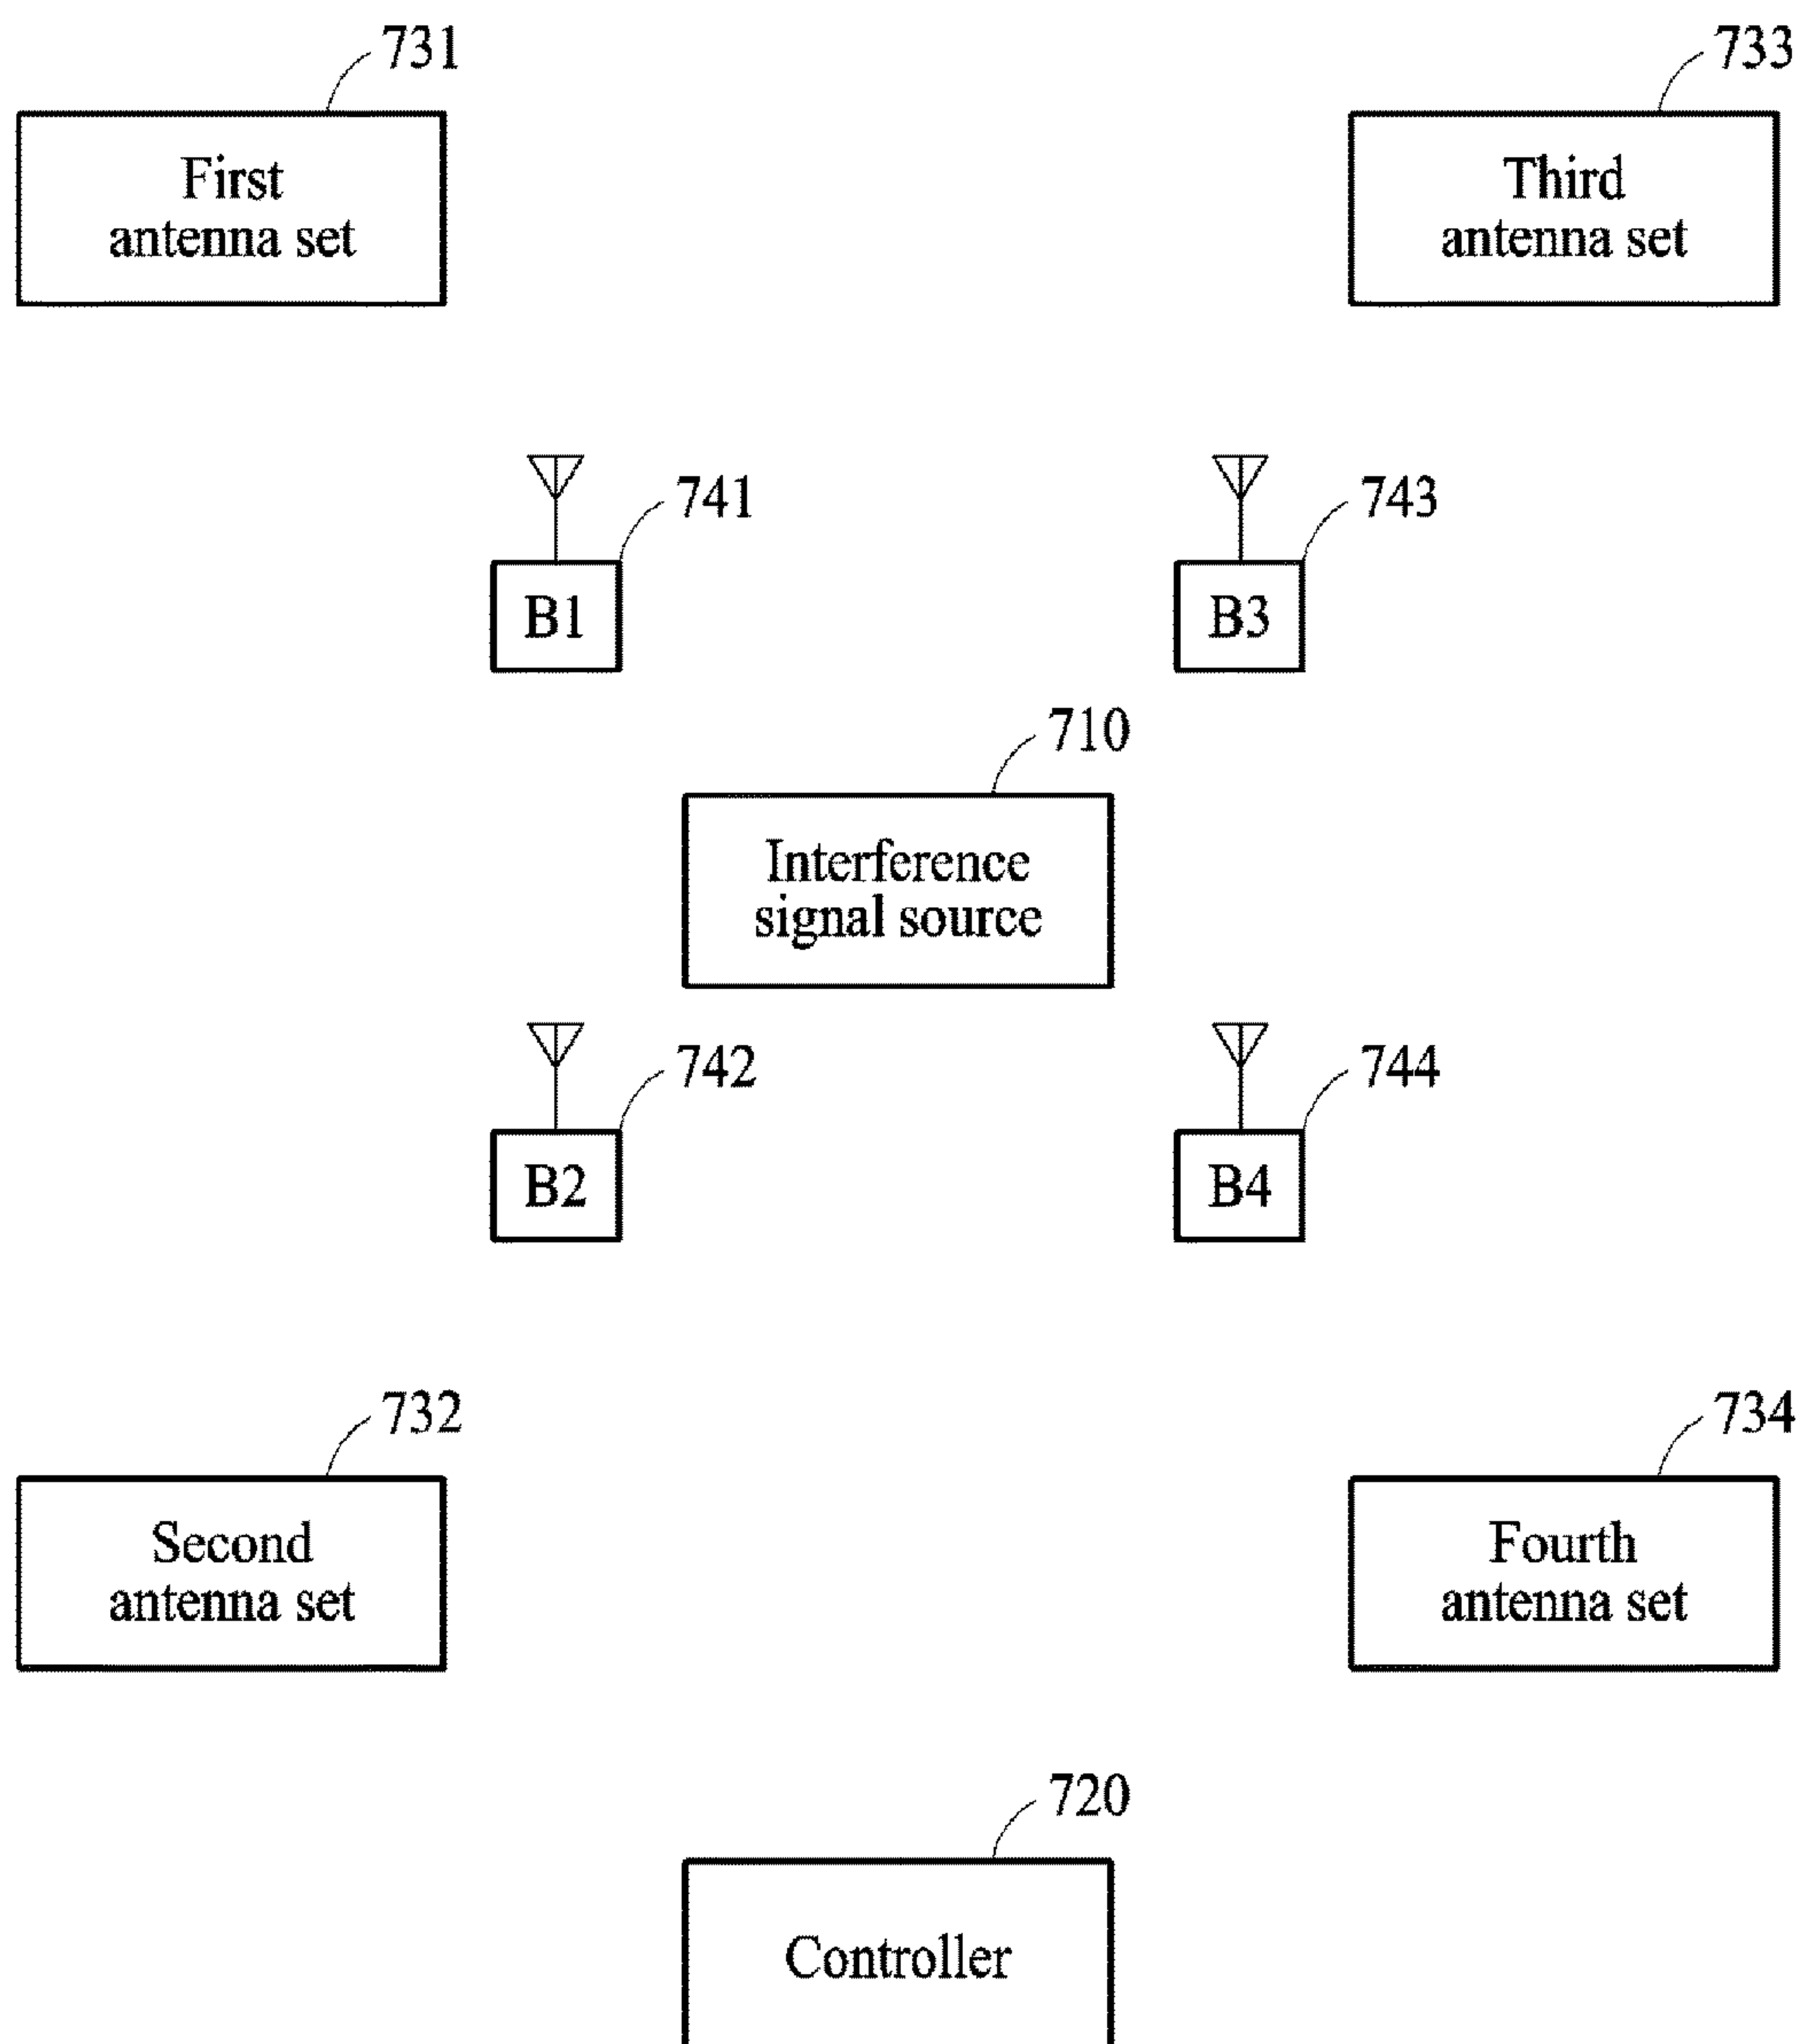 731
733
First
antenna set
Third
antenna set
741
743
B1
B3
710
Interference
signal source
742
744
B2
B4
732
734
Second
antenna set
Fourth
antenna set
720
Controller